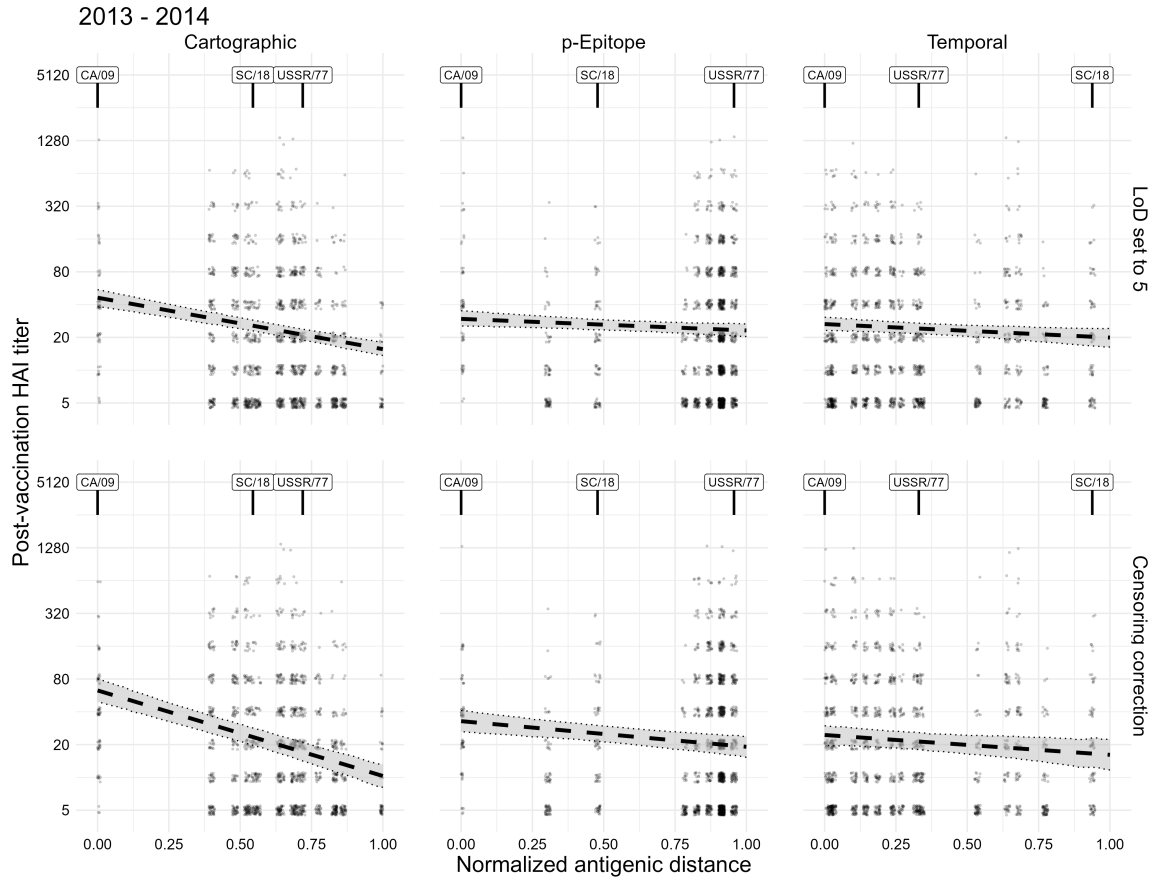 2013 - 2014
Cartographic
p-Epitope
Temporal
5120
CA/09
SC/18
USSR/77
CA/09
SC/18
USSR/77
CA/09
USSR/77
SC/18
1280
320
80
20
5
LoD set to 5
Post-vaccination HAI titer
5120
CA/09
SC/18
USSR/77
CA/09
SC/18
USSR/77
CA/09
USSR/77
SC/18
1280
320
80
20
5
Censoring correction
0.00 0.25 0.50 0.75 1.00
0.00 0.25 0.50 0.75 1.00
0.00 0.25 0.50 0.75 1.00
Normalized antigenic distance